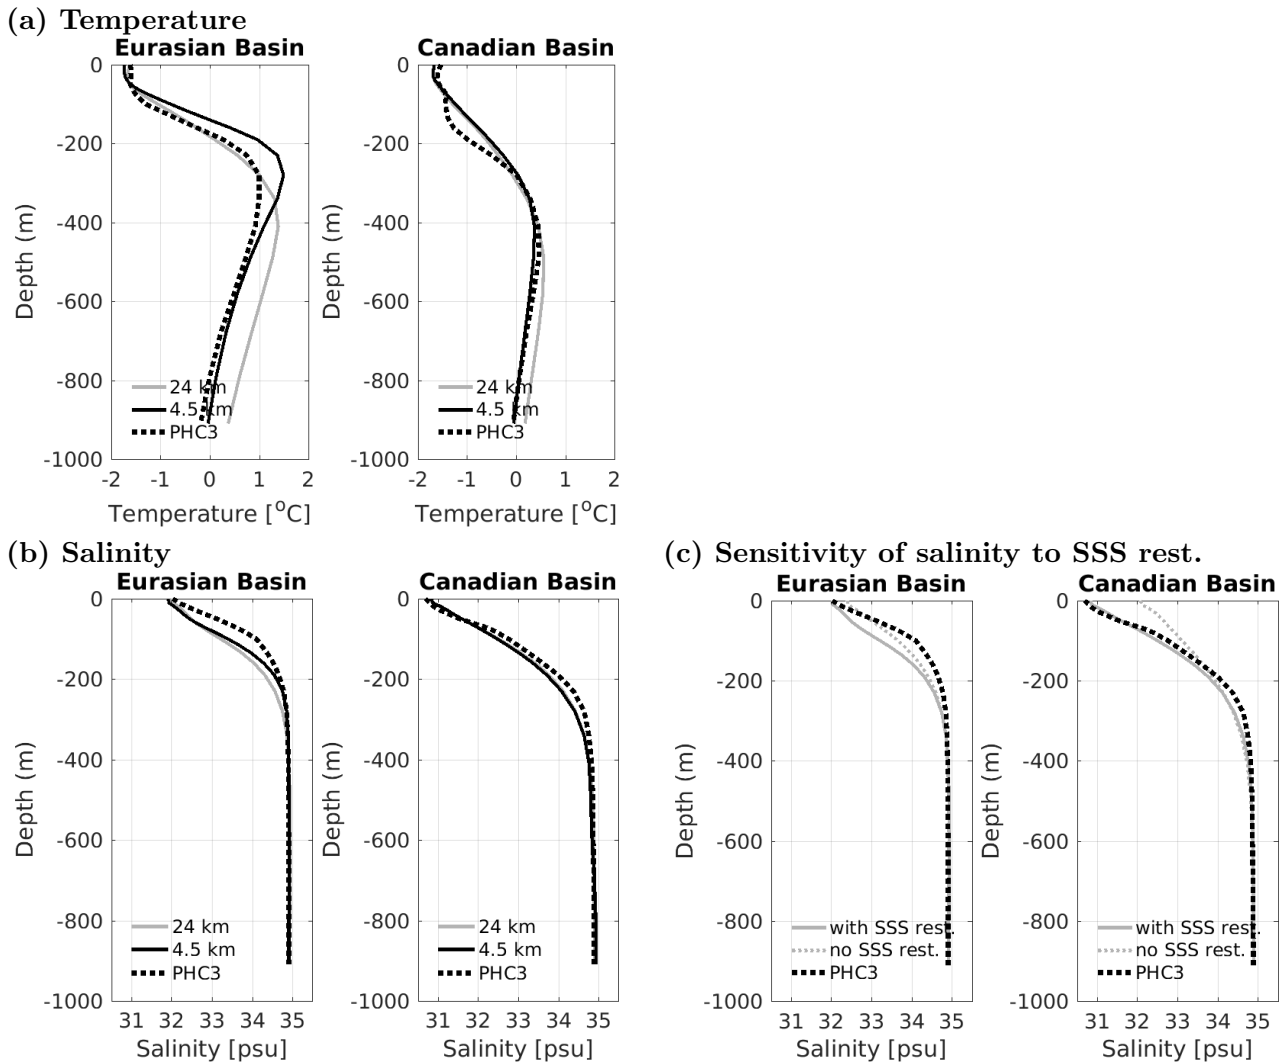 (a) Temperature
Eurasian Basin
Canadian Basin
0
-200
-400
-600
-800
-1000
Depth (m)
24 km
4.5 km
PHC3
-2 -1 0 1 2
Temperature [°C]
0
-200
-400
-600
-800
-1000
Depth (m)
24 km
4.5 km
PHC3
-2 -1 0 1 2
Temperature [°C]
(b) Salinity
Eurasian Basin
Canadian Basin
0
-200
-400
-600
-800
-1000
Depth (m)
24 km
4.5 km
PHC3
31 32 33 34 35
Salinity [psu]
0
-200
-400
-600
-800
-1000
Depth (m)
24 km
4.5 km
PHC3
31 32 33 34 35
Salinity [psu]
(c) Sensitivity of salinity to SSS rest.
Eurasian Basin
Canadian Basin
0
-200
-400
-600
-800
-1000
Depth (m)
with SSS rest.
no SSS rest.
PHC3
31 32 33 34 35
Salinity [psu]
0
-200
-400
-600
-800
-1000
Depth (m)
with SSS rest.
no SSS rest.
PHC3
31 32 33 34 35
Salinity [psu]